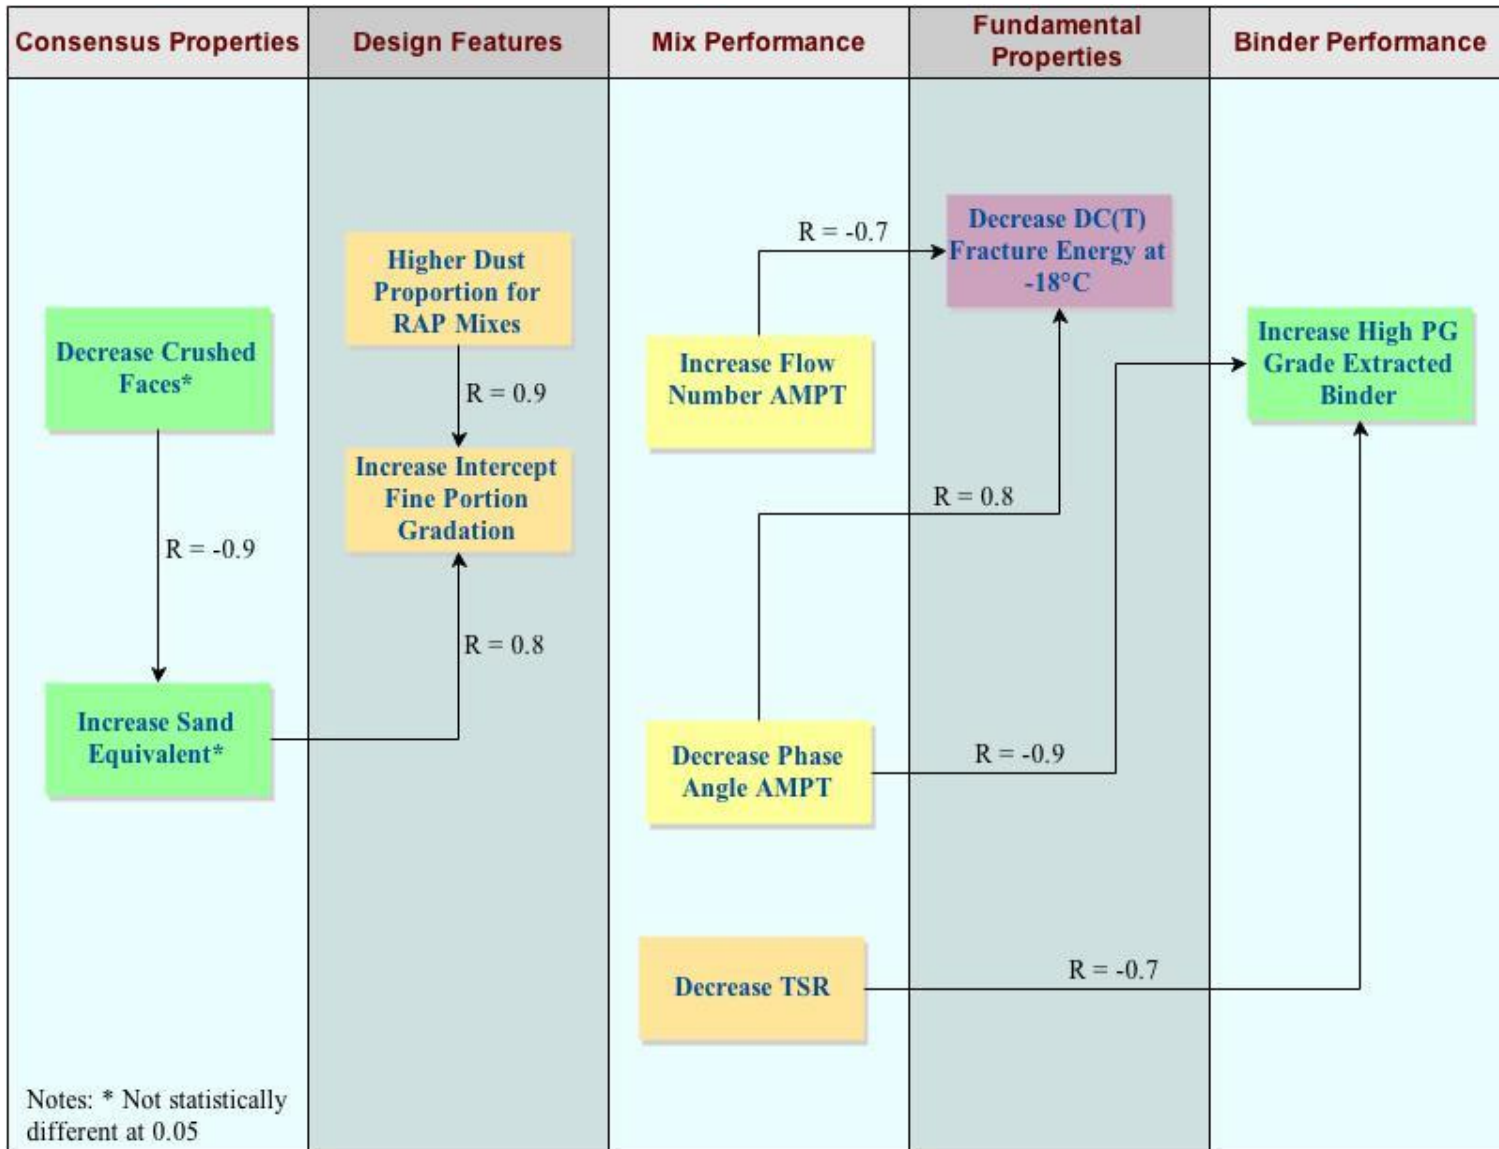 Consensus Properties
Design Features
Mix Performance
Fundamental
Properties
Binder Performance
Decrease Crushed
Faces*
R = -0.9
Increase Sand
Equivalent*
Notes: * Not statistically
different at 0.05
Higher Dust
Proportion for
RAP Mixes
R = 0.9
Increase Intercept
Fine Portion
Gradation
R = 0.8
Increase Flow
Number AMPT
R = -0.7
Decrease Phase
Angle AMPT
Decrease TSR
Decrease DC(T)
Fracture Energy at
-18°C
R = 0.8
R = -0.9
R = -0.7
Increase High PG
Grade Extracted
Binder